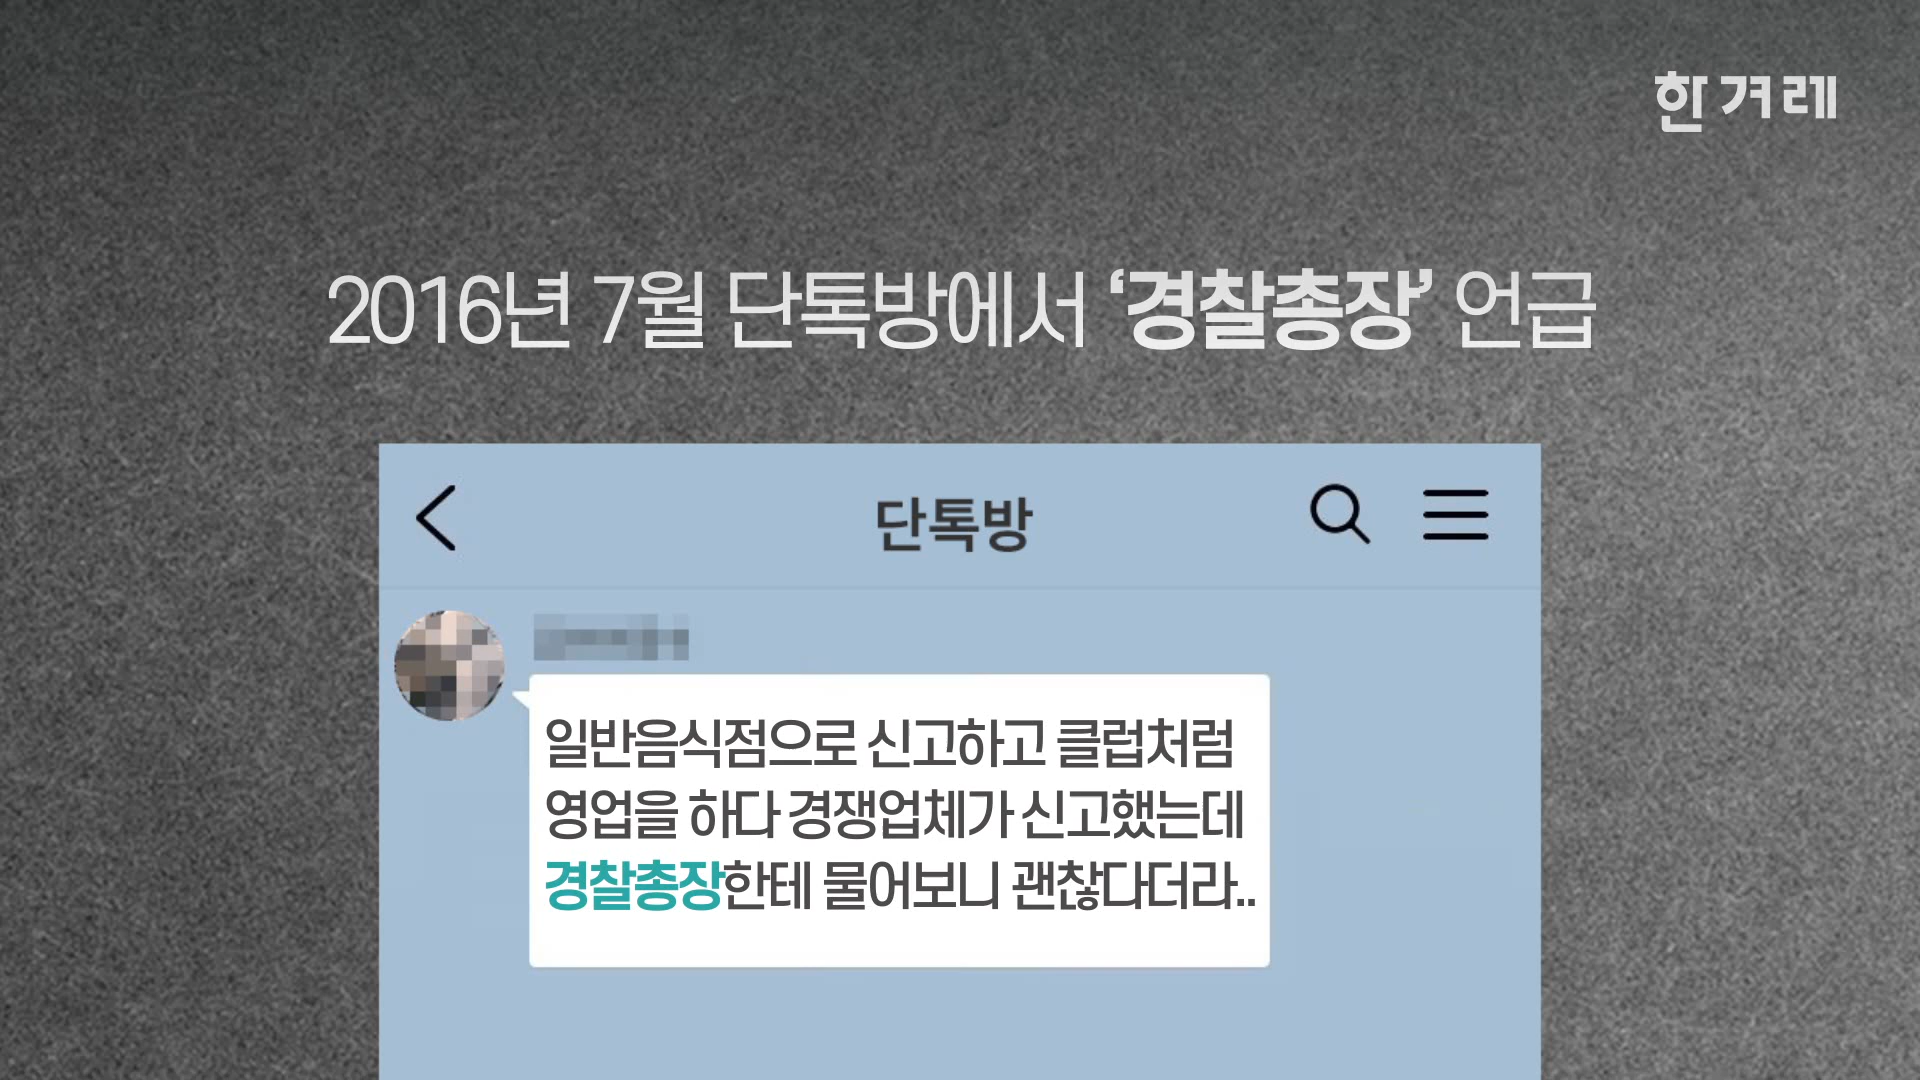 한겨레
2016년 7월 단톡방에서 ‘경찰총장’ 언급
단톡방
일반음식점으로 신고하고 클럽처럼
영업을 하다 경쟁업체가 신고했는데
경찰총장한테 물어보니 괜찮다더라..